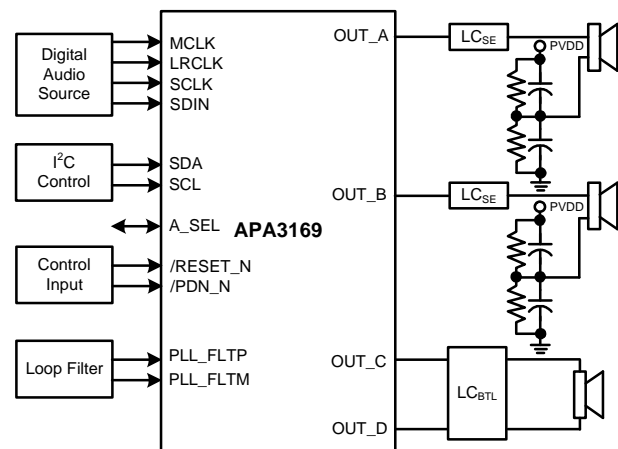 Digital
Audio
Source
MCLK
LRCLK
SCLK
SDIN
I²C
Control
SDA
SCL
A_SEL
APA3169
Control
Input
/RESET_N
/PDN_N
Loop Filter
PLL_FLTP
PLL_FLTM
OUT_A
LCSE
PVDD
OUT_B
LCSE
PVDD
OUT_C
LCBTL
OUT_D